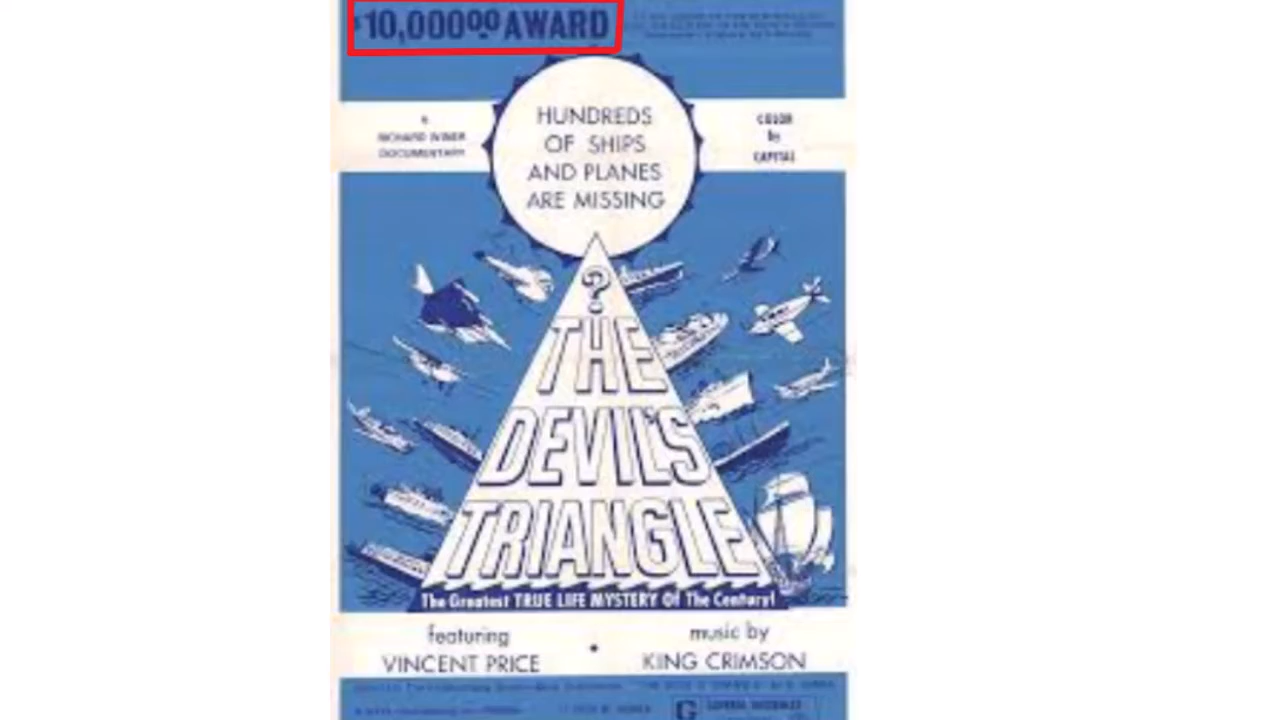 $10,000.00 AWARD
HUNDREDS
OF SHIPS
AND PLANES
ARE MISSING
A
RICHARD WINER
DOCUMENTARY
COLOR
by
CAPITAL
?
THE
DEVIL'S
TRIANGLE
The Greatest TRUE LIFE MYSTERY Of The Century!
featuring
VINCENT PRICE
•
music by
KING CRIMSON
G